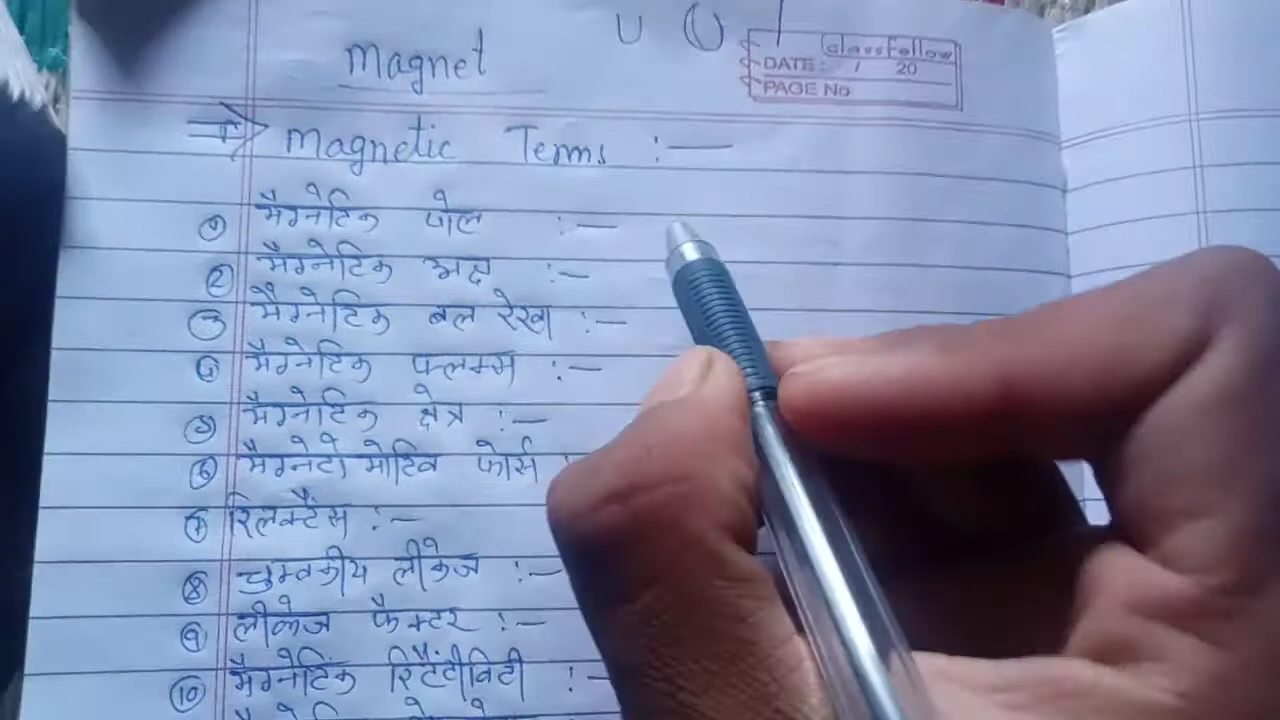 Magnet
classfellow
DATE : / 20
PAGE No
⇒ Magnetic Terms :—
① मैग्नेटिक पोल :—
② मैग्नेटिक अक्ष :—
③ मैग्नेटिक बल रेखा :—
④ मैग्नेटिक फ्लक्स :—
⑤ मैग्नेटिक क्षेत्र :—
⑥ मैग्नेटो मोटिव फोर्स :
⑦ रिलक्टैंस :—
⑧ चुम्बकीय लीकेज :—
⑨ लीकेज फैक्टर :—
⑩ मैग्नेटिक रिटैंटीविटी :—